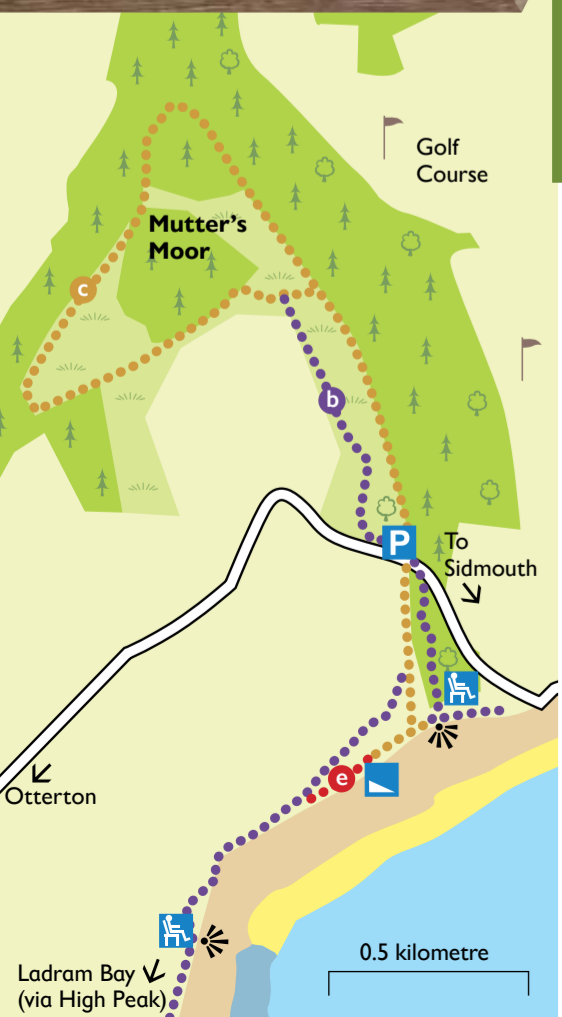 Golf
Course
Mutter's
Moor
c
b
P
To
Sidmouth
e
Otterton
0.5 kilometre
Ladram Bay
(via High Peak)